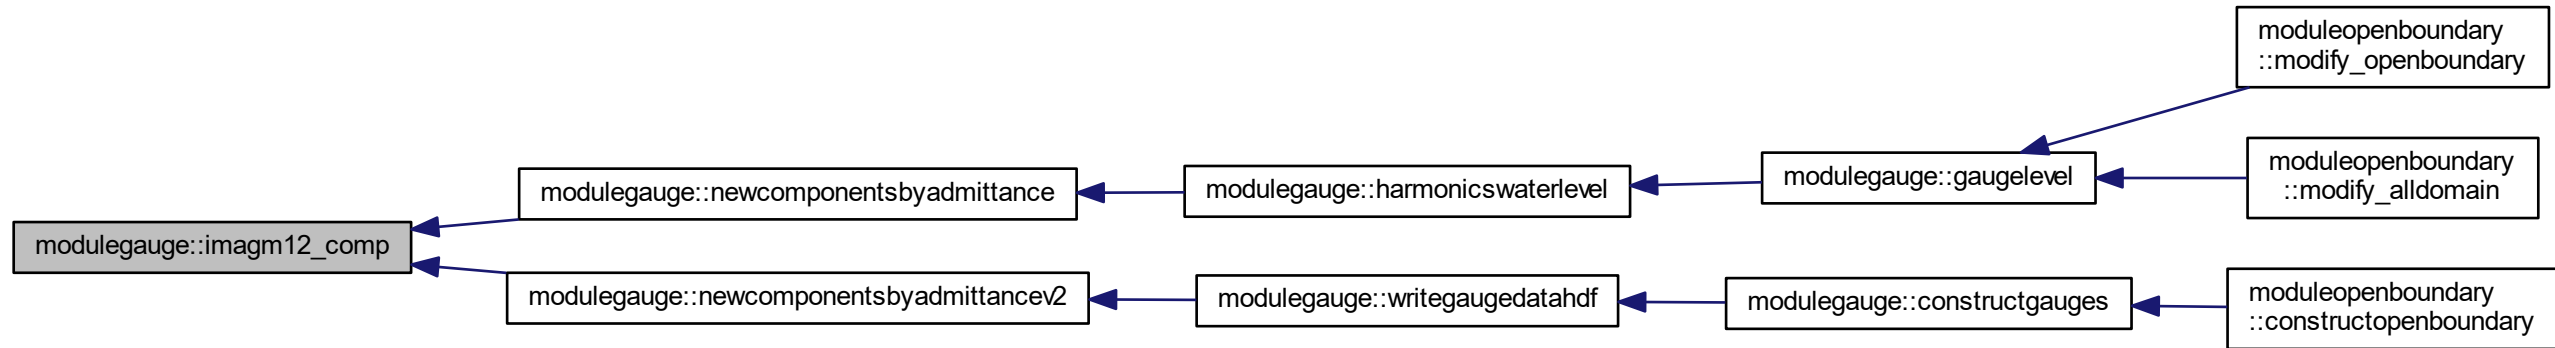 moduleopenboundary
::modify_openboundary
moduleopenboundary
::modify_alldomain
modulegauge::gaugelevel
modulegauge::newcomponentsbyadmittance
modulegauge::harmonicswaterlevel
modulegauge::imagm12_comp
modulegauge::newcomponentsbyadmittancev2
modulegauge::writegaugedatahdf
modulegauge::constructgauges
moduleopenboundary
::constructopenboundary